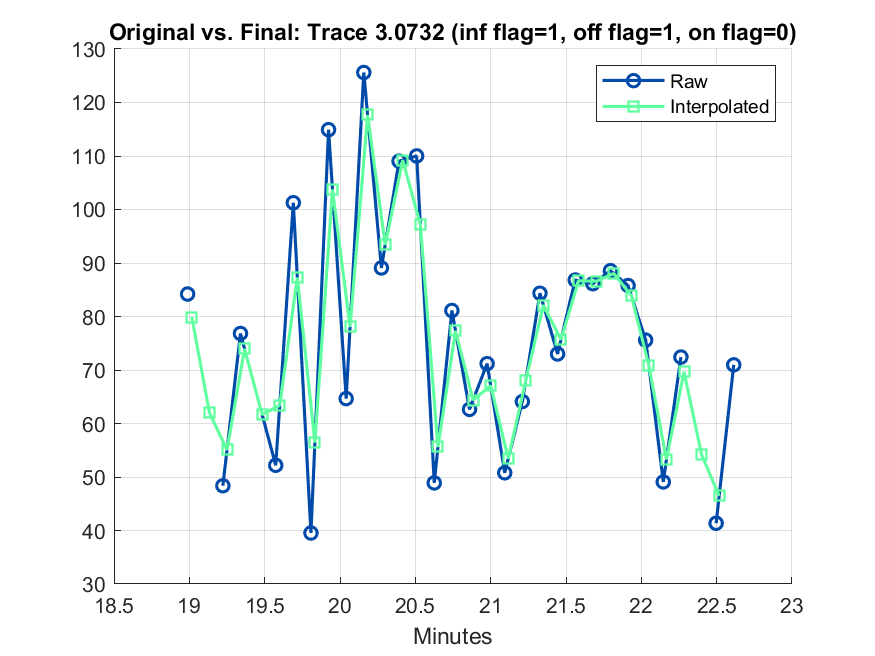 Original vs. Final: Trace 3.0732 (inf flag=1, off flag=1, on flag=0)
130
120
110
100
90
80
70
60
50
40
30
Raw
Interpolated
18.5 19 19.5 20 20.5 21 21.5 22 22.5 23
Minutes